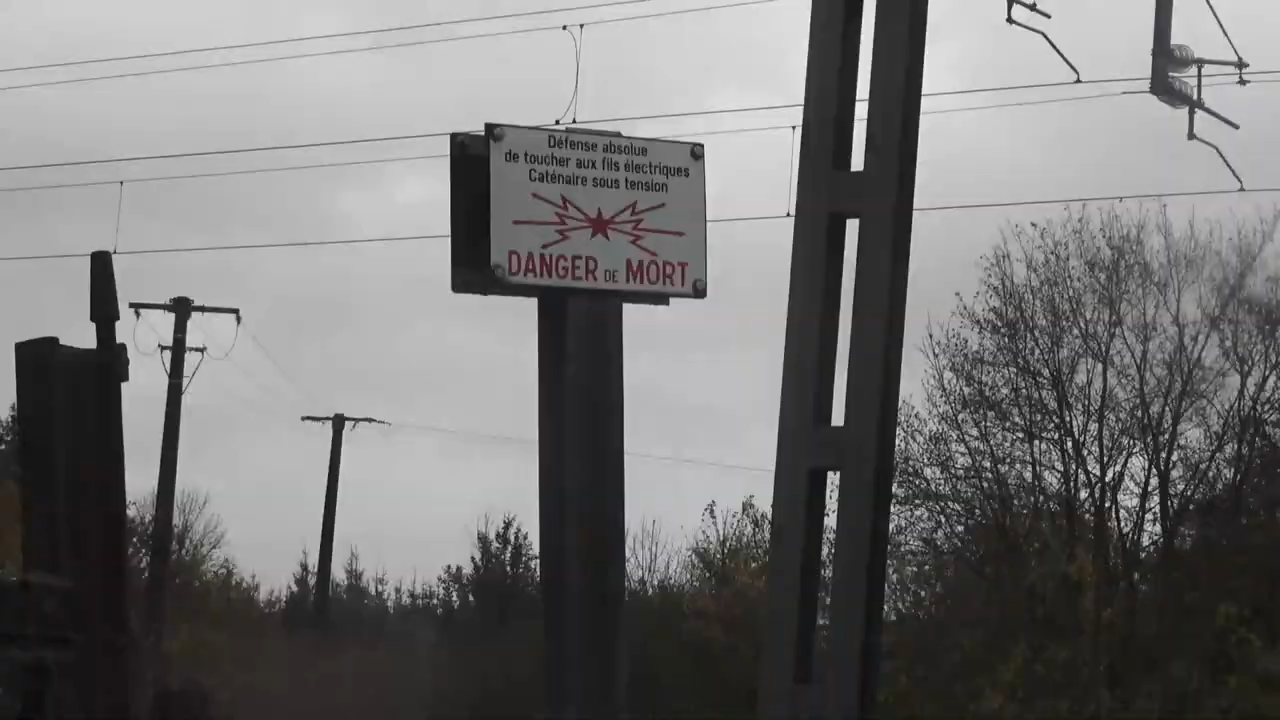 Défense absolue
de toucher aux fils électriques
Caténaire sous tension
DANGER DE MORT